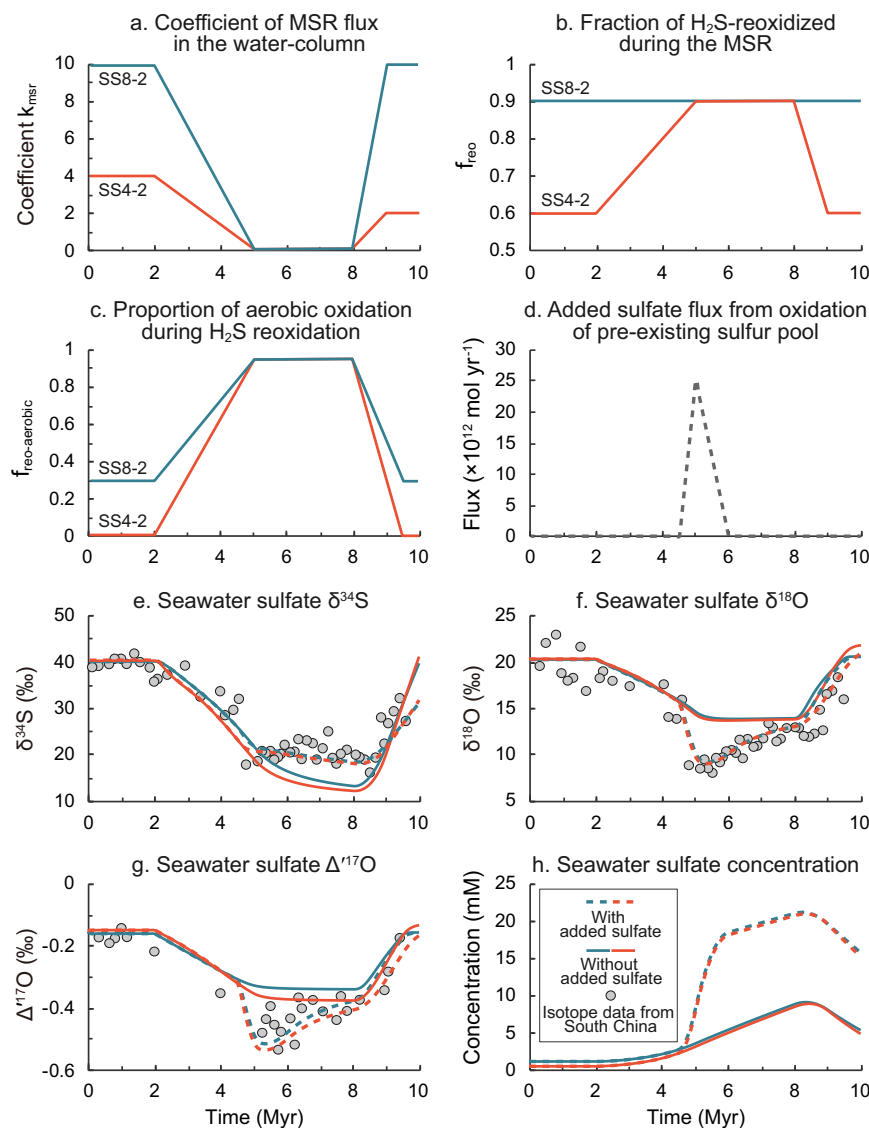 a. Coefficient of MSR flux
in the water-column
Coefficient kmsr
10
8
6
4
2
0
SS8-2
SS4-2
0 2 4 6 8 10
b. Fraction of H₂S-reoxidized
during the MSR
freo
1
0.9
0.8
0.7
0.6
0.5
SS8-2
SS4-2
0 2 4 6 8 10
c. Proportion of aerobic oxidation
during H₂S reoxidation
freo-aerobic
1
0.8
0.6
0.4
0.2
0
SS8-2
SS4-2
0 2 4 6 8 10
d. Added sulfate flux from oxidation
of pre-existing sulfur pool
Flux (×10¹² mol yr⁻¹)
30
25
20
15
10
5
0
0 2 4 6 8 10
e. Seawater sulfate δ³⁴S
δ³⁴S (‰)
50
40
30
20
10
0 2 4 6 8 10
f. Seawater sulfate δ¹⁸O
δ¹⁸O (‰)
25
20
15
10
5
0 2 4 6 8 10
g. Seawater sulfate Δ′¹⁷O
Δ′¹⁷O (‰)
0
-0.2
-0.4
-0.6
0 2 4 6 8 10
Time (Myr)
h. Seawater sulfate concentration
Concentration (mM)
25
20
15
10
5
0
With
added sulfate
Without
added sulfate
Isotope data from
South China
0 2 4 6 8 10
Time (Myr)